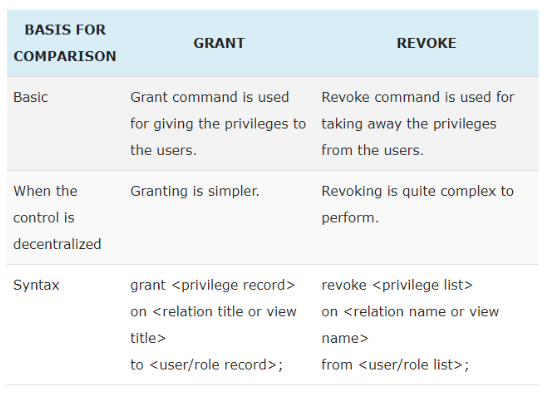 BASIS FOR
COMPARISON
GRANT
REVOKE
Basic
Grant command is used
for giving the privileges to
the users.
Revoke command is used for
taking away the privileges
from the users.
When the
control is
decentralized
Granting is simpler.
Revoking is quite complex to
perform.
Syntax
grant <privilege record>
on <relation title or view
title>
to <user/role record>;
revoke <privilege list>
on <relation name or view
name>
from <user/role list>;